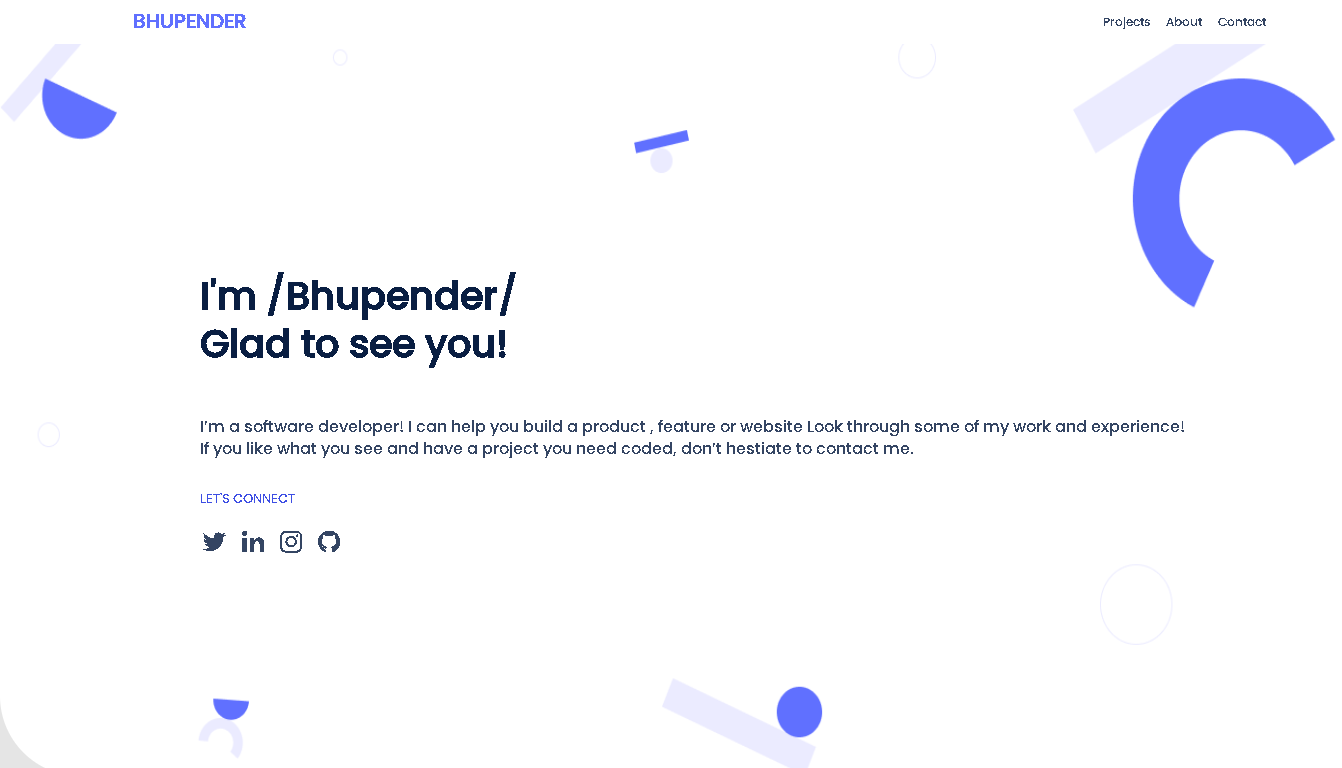 BHUPENDER
Projects About Contact
I'm /Bhupender/
Glad to see you!
I'm a software developer! I can help you build a product , feature or website Look through some of my work and experience!
If you like what you see and have a project you need coded, don't hestiate to contact me.
LET'S CONNECT